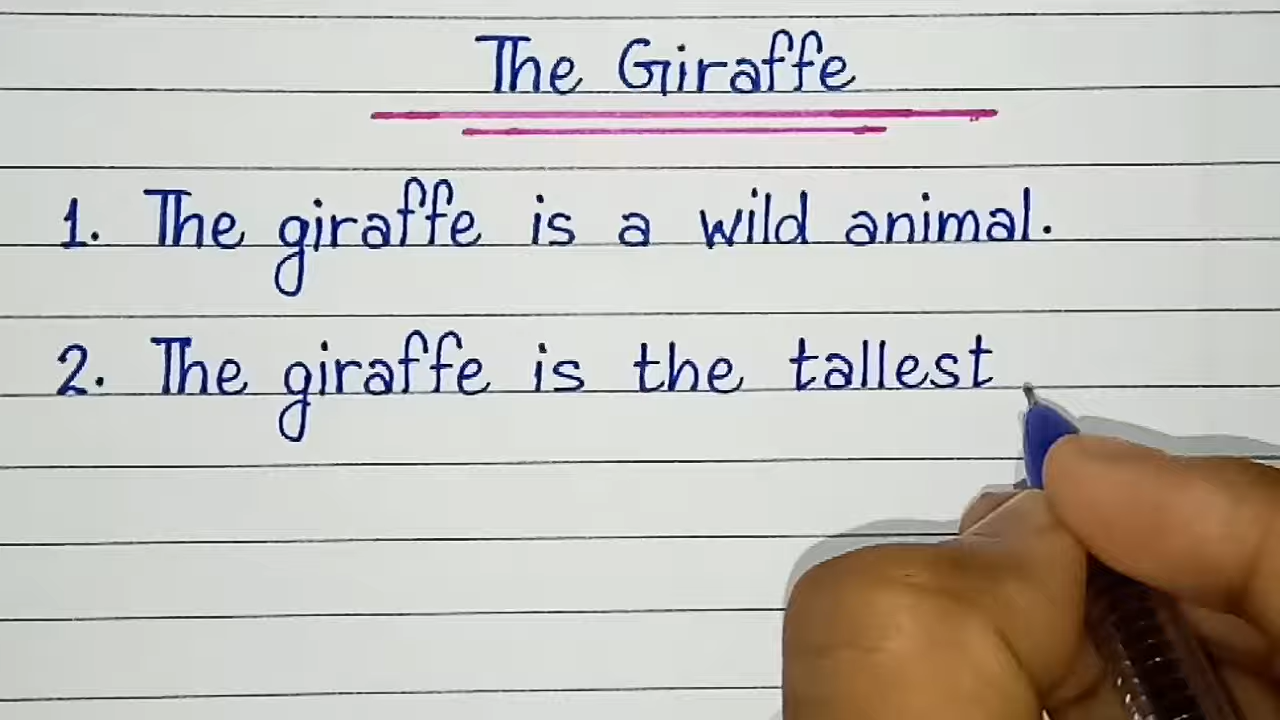 The Giraffe
1. The giraffe is a wild animal.
2. The giraffe is the tallest